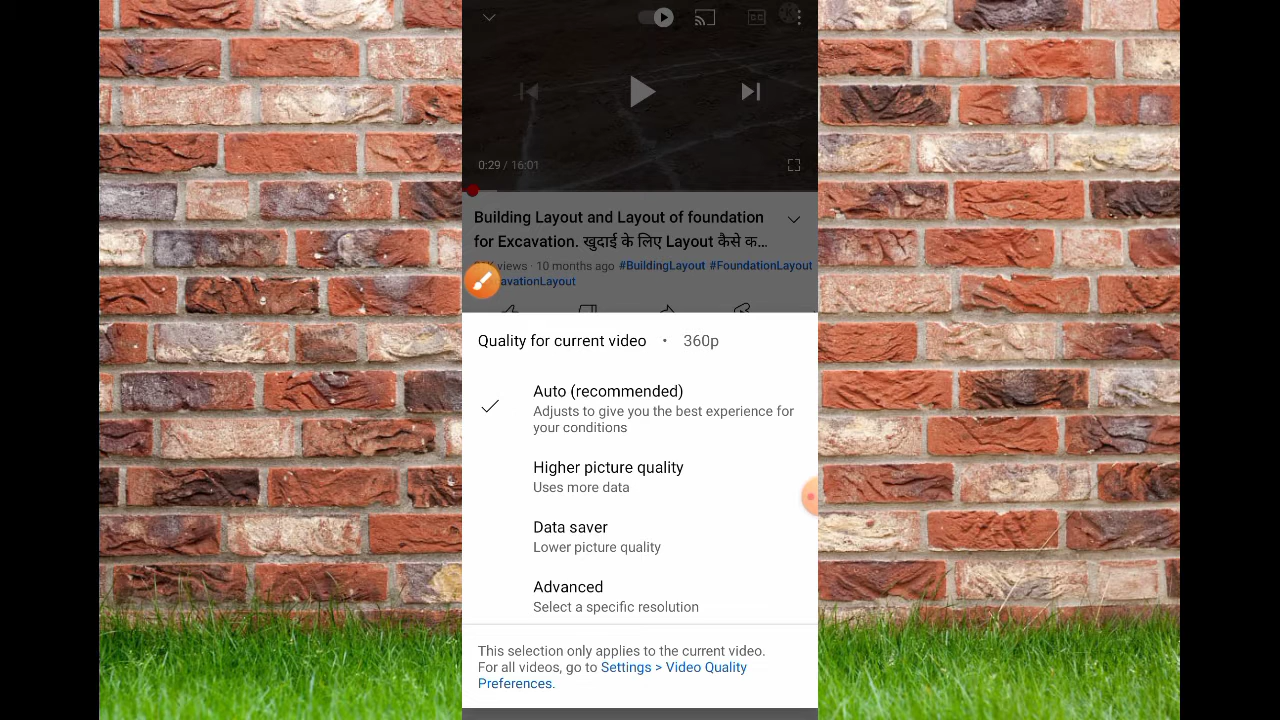 CC
0:29 / 16:01
Building Layout and Layout of foundation
for Excavation. खुदाई के लिए Layout कैसे क...
views · 10 months ago #BuildingLayout #FoundationLayout
avationLayout
Quality for current video • 360p
Auto (recommended)
Adjusts to give you the best experience for
your conditions
Higher picture quality
Uses more data
Data saver
Lower picture quality
Advanced
Select a specific resolution
This selection only applies to the current video.
For all videos, go to Settings > Video Quality
Preferences.